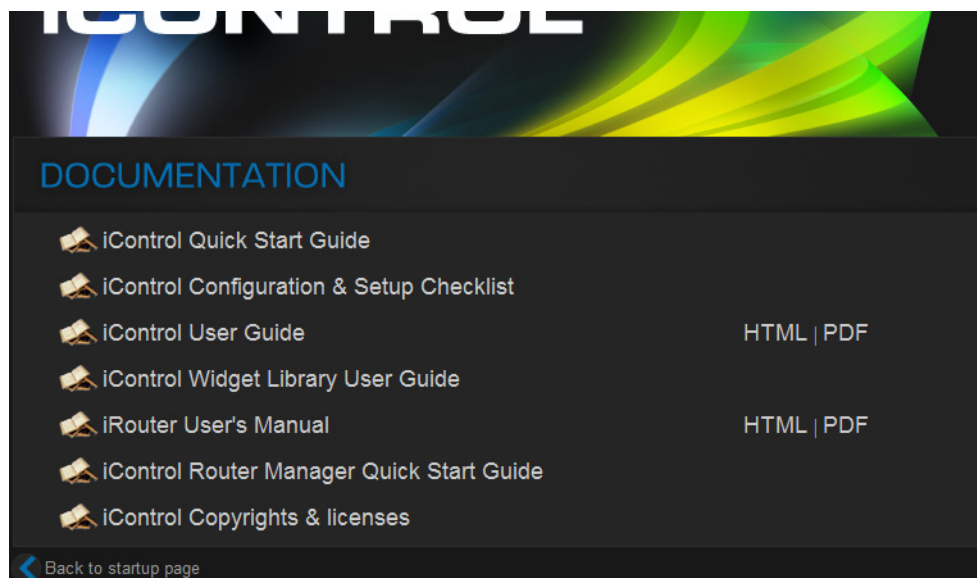 iCONTROL
DOCUMENTATION
iControl Quick Start Guide
iControl Configuration & Setup Checklist
iControl User Guide HTML | PDF
iControl Widget Library User Guide
iRouter User's Manual HTML | PDF
iControl Router Manager Quick Start Guide
iControl Copyrights & licenses
Back to startup page